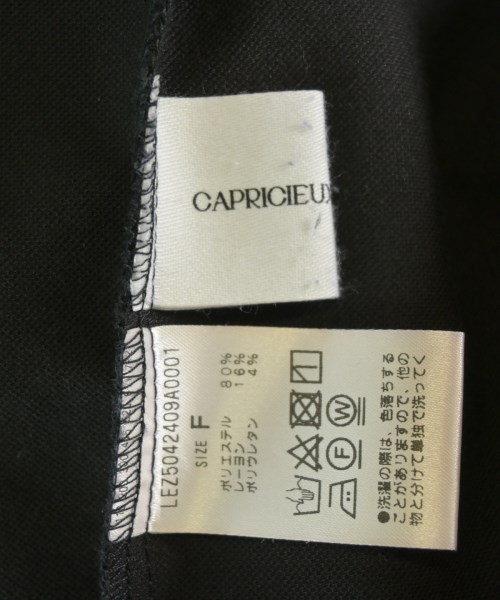 CAPRICIEUX
LEZ5042409A0001
SIZE F
ポリエステル 80%
レーヨン 16%
ポリウレタン 4%
W
F
●洗濯の際は、色落ちする
ことがありますので、他の
物と分けて単独で洗ってく